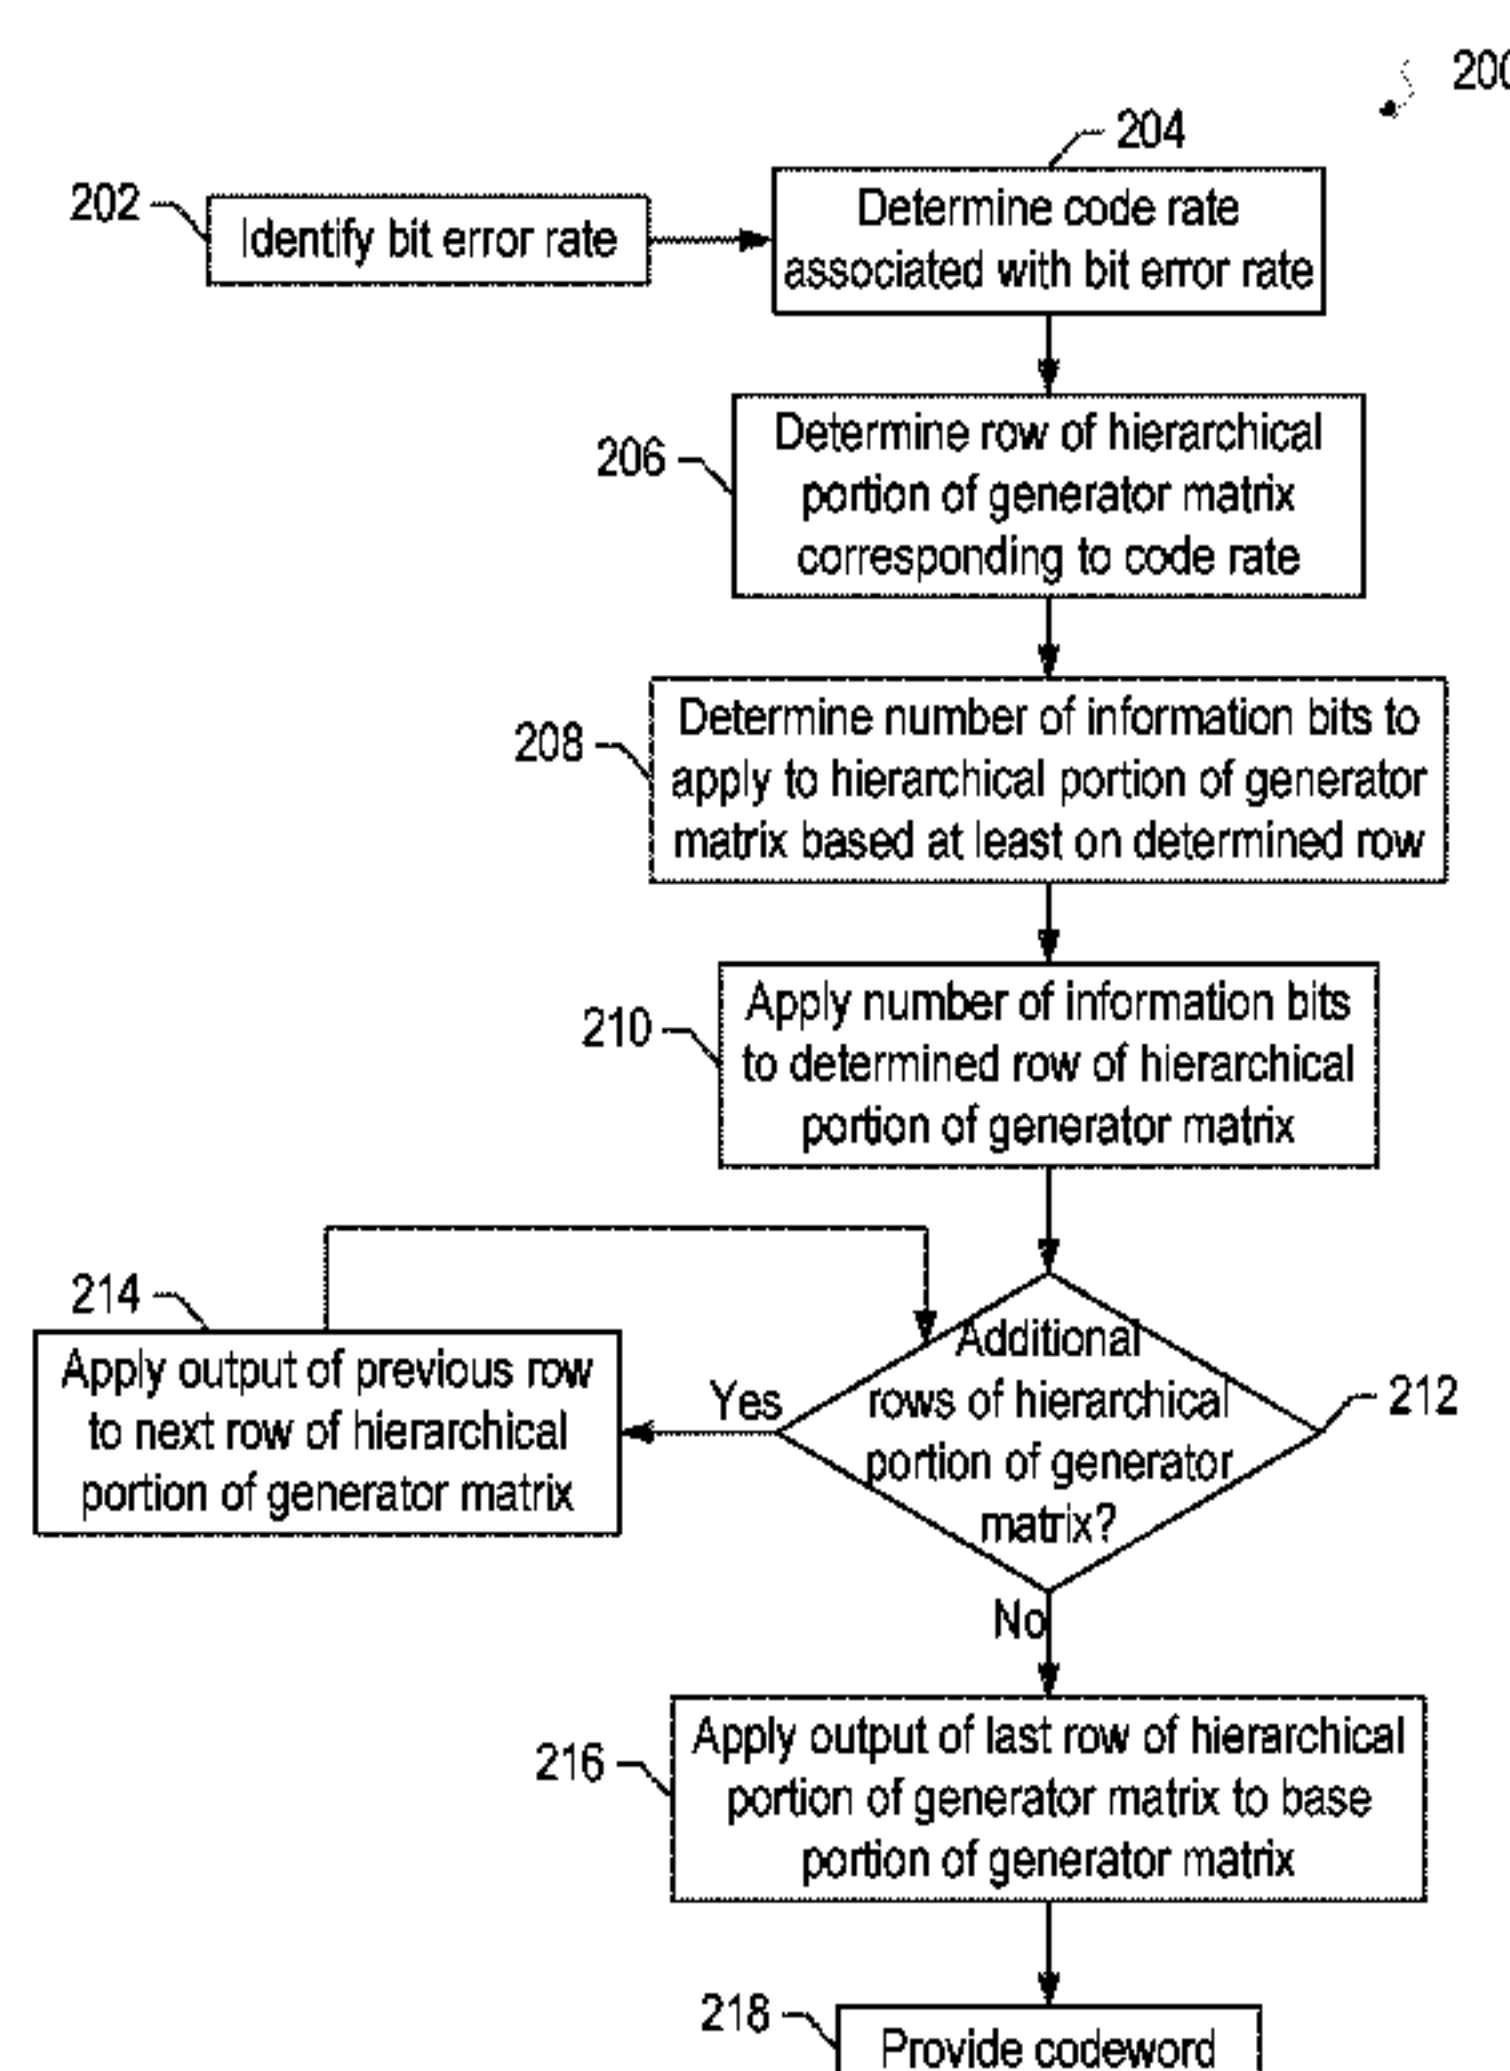 200
204
202
Identify bit error rate
Determine code rate
associated with bit error rate
206
Determine row of hierarchical
portion of generator matrix
corresponding to code rate
208
Determine number of information bits to
apply to hierarchical portion of generator
matrix based at least on determined row
210
Apply number of information bits
to determined row of hierarchical
portion of generator matrix
214
Apply output of previous row
to next row of hierarchical
portion of generator matrix
Yes
Additional
rows of hierarchical
portion of generator
matrix?
212
No
216
Apply output of last row of hierarchical
portion of generator matrix to base
portion of generator matrix
218
Provide codeword